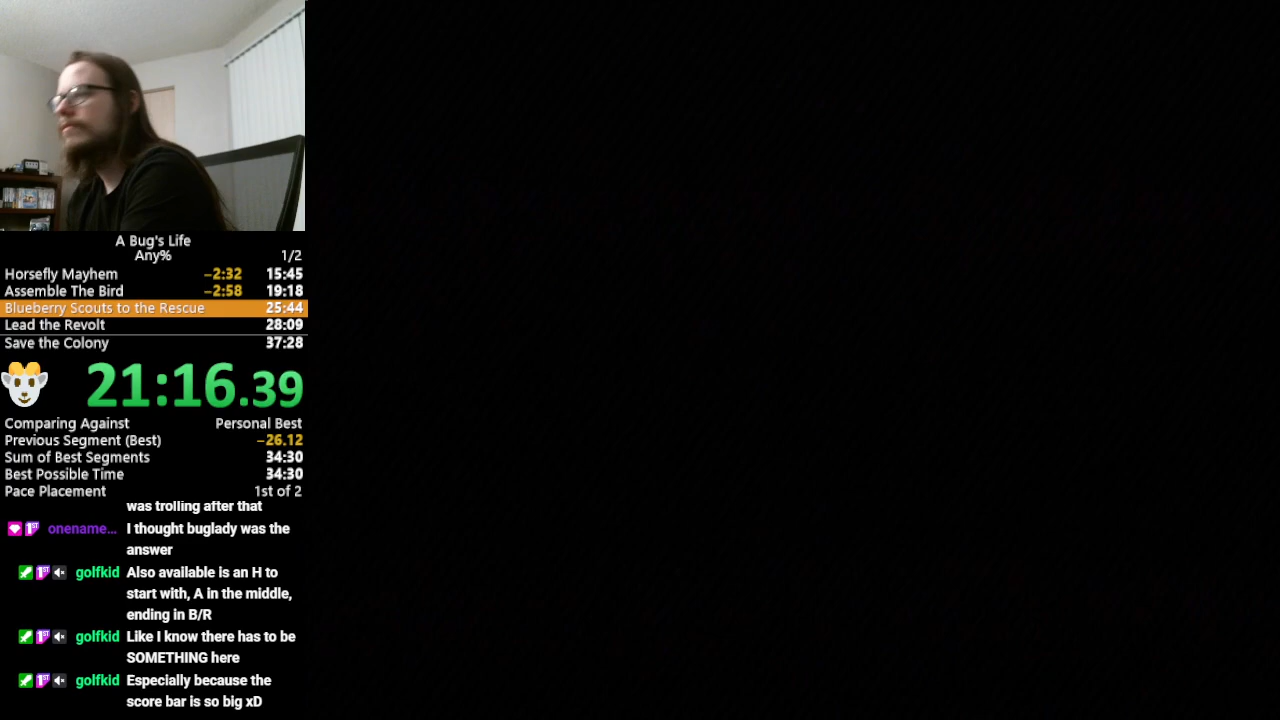 A Bug's Life
Any% 1/2
Horsefly Mayhem -2:32 15:45
Assemble The Bird -2:58 19:18
Blueberry Scouts to the Rescue 25:44
Lead the Revolt 28:09
Save the Colony 37:28
21:16.39
Comparing Against Personal Best
Previous Segment (Best) -26.12
Sum of Best Segments 34:30
Best Possible Time 34:30
Pace Placement 1st of 2
was trolling after that
onename... I thought buglady was the
answer
golfkid Also available is an H to
start with, A in the middle,
ending in B/R
golfkid Like I know there has to be
SOMETHING here
golfkid Especially because the
score bar is so big xD